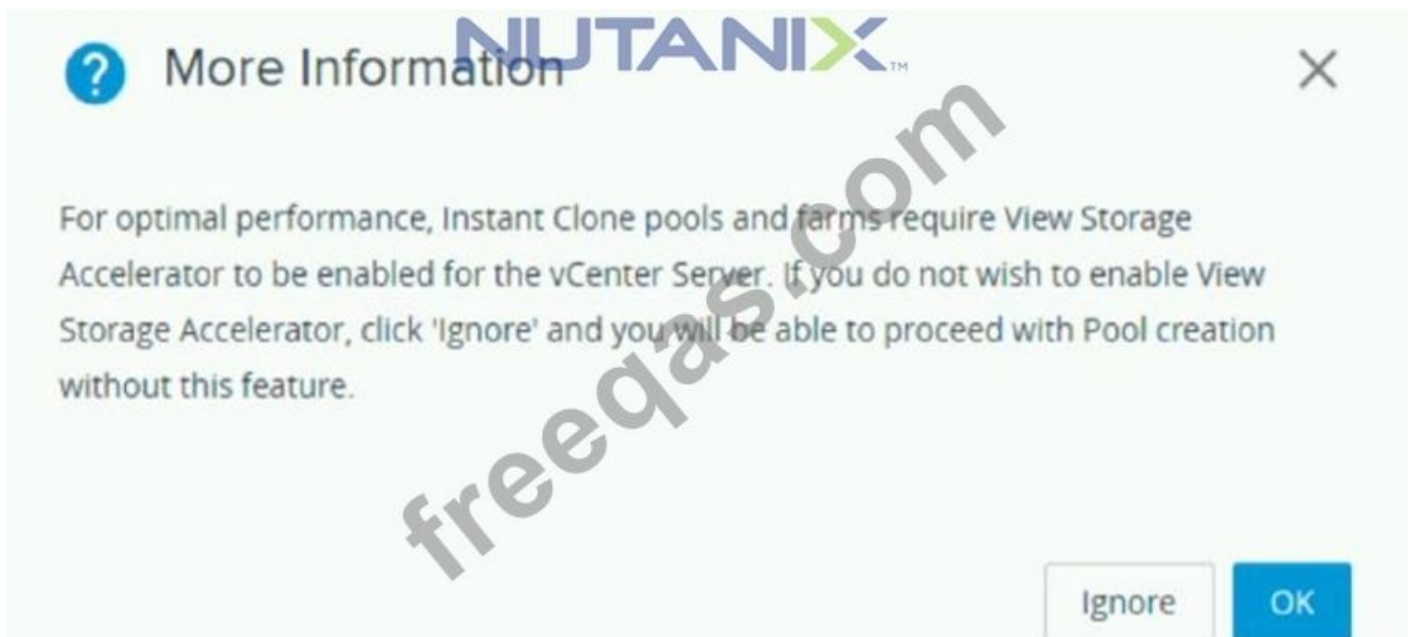 NUTANIX™
? More Information ×
For optimal performance, Instant Clone pools and farms require View Storage
Accelerator to be enabled for the vCenter Server. If you do not wish to enable View
Storage Accelerator, click 'Ignore' and you will be able to proceed with Pool creation
without this feature.
freeqas.com
Ignore OK